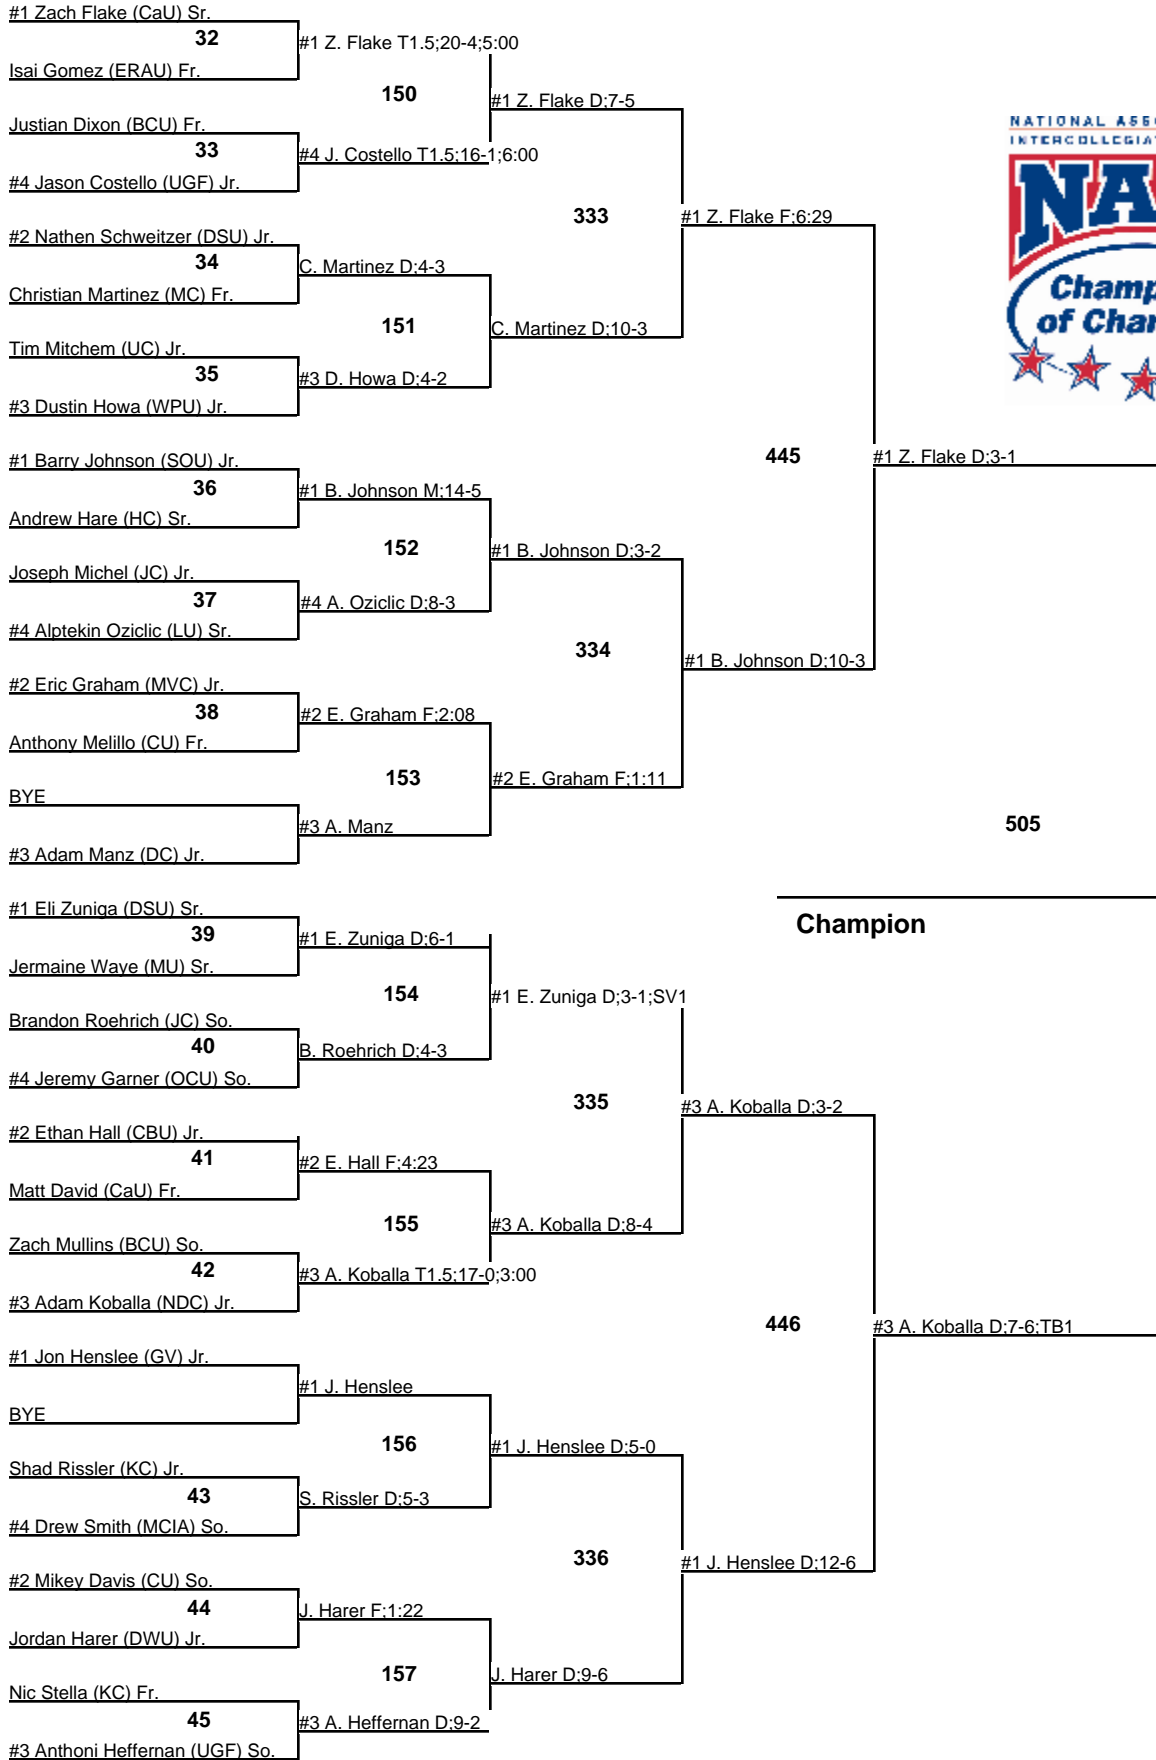 #1 Zach Flake (CaU) Sr.
32
#1 Z. Flake T1.5;20-4;5:00
Isai Gomez (ERAU) Fr.
150
#1 Z. Flake D;7-5
Justian Dixon (BCU) Fr.
33
#4 J. Costello T1.5;16-1;6:00
#4 Jason Costello (UGF) Jr.
333
#1 Z. Flake F;6:29
#2 Nathen Schweitzer (DSU) Jr.
34
C. Martinez D;4-3
Christian Martinez (MC) Fr.
151
C. Martinez D;10-3
Tim Mitchem (UC) Jr.
35
#3 D. Howa D;4-2
#3 Dustin Howa (WPU) Jr.
NATIONAL ASS
INTERCOLLEGIA
NA
Champ
of Char
445
#1 Z. Flake D;3-1
#1 Barry Johnson (SOU) Jr.
36
#1 B. Johnson M;14-5
Andrew Hare (HC) Sr.
152
#1 B. Johnson D;3-2
Joseph Michel (JC) Jr.
37
#4 A. Oziclic D;8-3
#4 Alptekin Oziclic (LU) Sr.
334
#1 B. Johnson D;10-3
#2 Eric Graham (MVC) Jr.
38
#2 E. Graham F;2:08
Anthony Melillo (CU) Fr.
153
#2 E. Graham F;1:11
BYE
#3 A. Manz
#3 Adam Manz (DC) Jr.
505
Champion
#1 Eli Zuniga (DSU) Sr.
39
#1 E. Zuniga D;6-1
Jermaine Waye (MU) Sr.
154
#1 E. Zuniga D;3-1;SV1
Brandon Roehrich (JC) So.
40
B. Roehrich D;4-3
#4 Jeremy Garner (OCU) So.
335
#3 A. Koballa D;3-2
#2 Ethan Hall (CBU) Jr.
41
#2 E. Hall F;4:23
Matt David (CaU) Fr.
155
#3 A. Koballa D;8-4
Zach Mullins (BCU) So.
42
#3 A. Koballa T1.5;17-0;3:00
#3 Adam Koballa (NDC) Jr.
446
#3 A. Koballa D;7-6;TB1
#1 Jon Henslee (GV) Jr.
#1 J. Henslee
BYE
156
#1 J. Henslee D;5-0
Shad Rissler (KC) Jr.
43
S. Rissler D;5-3
#4 Drew Smith (MCIA) So.
336
#1 J. Henslee D;12-6
#2 Mikey Davis (CU) So.
44
J. Harer F;1:22
Jordan Harer (DWU) Jr.
157
J. Harer D;9-6
Nic Stella (KC) Fr.
45
#3 A. Heffernan D;9-2
#3 Anthoni Heffernan (UGF) So.